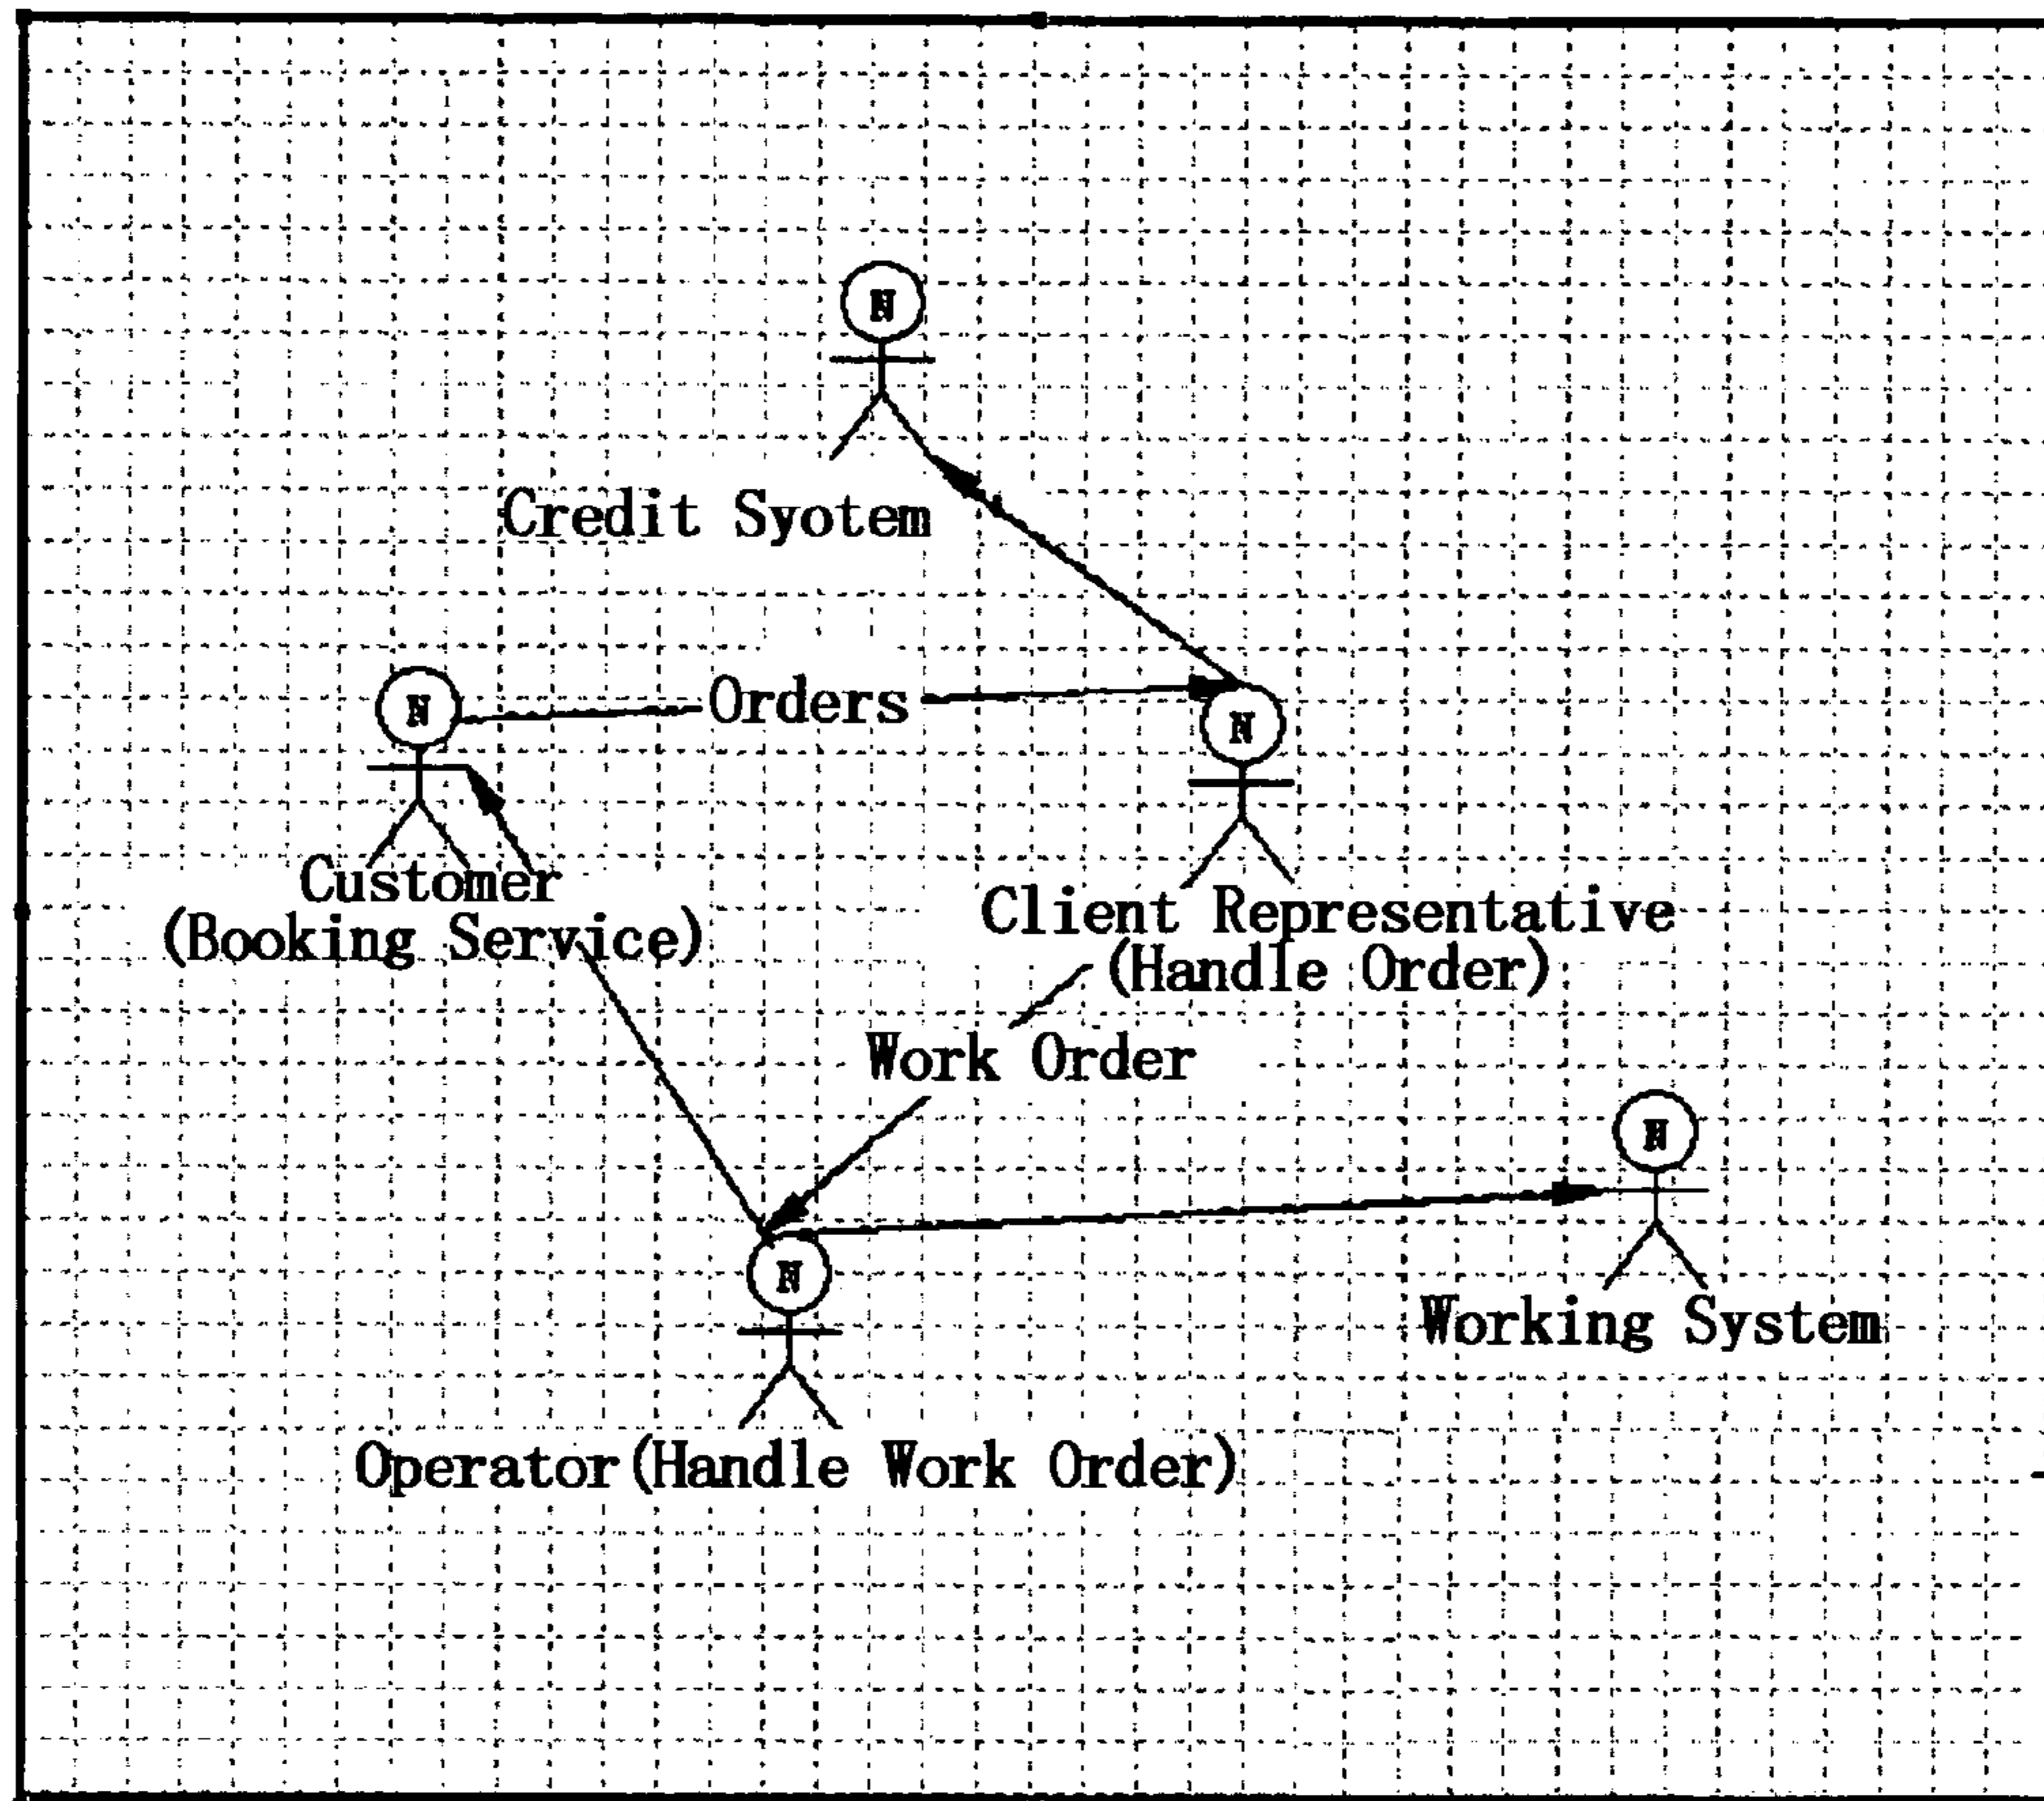 N
Credit Syotem
N
Orders
N
Customer
(Booking Service)
Client Representative
(Handle Order)
Work Order
N
N
Working System
Operator(Handle Work Order)